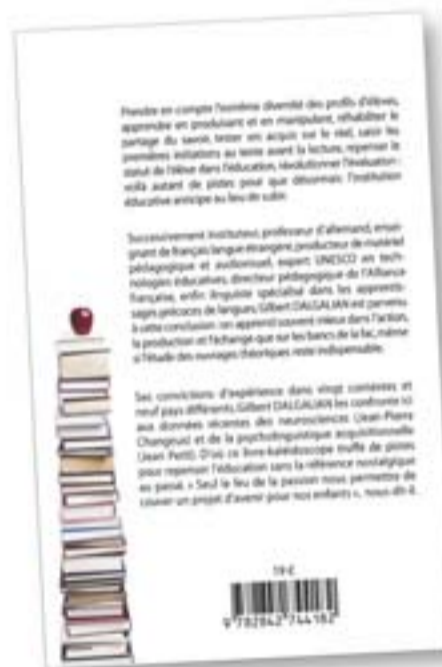 Prendre en compte l'extrême diversité des profils d'élèves,
apprendre en produisant et en manipulant, réhabiliter le
partage du savoir, tester ses acquis sur le réel, saisir les
premières initiations au texte avant la lecture, repenser le
statut de l'élève dans l'éducation, révolutionner l'évaluation :
voilà autant de pistes pour que désormais l'institution
éducative anticipe au lieu de subir.
Successivement instituteur, professeur d'allemand, ensei-
gnant de français langue étrangère, producteur de matériel
pédagogique et audiovisuel, expert UNESCO en tech-
nologies éducatives, directeur pédagogique de l'Alliance
française, enfin linguiste spécialisé dans les apprentis-
sages précoces de langues, Gilbert DALGALIAN est parvenu
à cette conclusion : on apprend souvent mieux dans l'action,
la production et l'échange que sur les bancs de la fac, même
si l'étude des ouvrages théoriques reste indispensable.
Ses convictions d'expérience dans vingt contextes et
neuf pays différents, Gilbert DALGALIAN les confronte ici
aux données récentes des neurosciences (Jean-Pierre
Changeux) et de la psycholinguistique acquisitionnelle
(Jean Petit). D'où ce livre-kaléidoscope truffé de pistes
pour repenser l'éducation sans la référence nostalgique
au passé. « Seul le feu de la passion nous permettra de
couver un projet d'avenir pour nos enfants », nous dit-il.
19 €
9 782842 744182